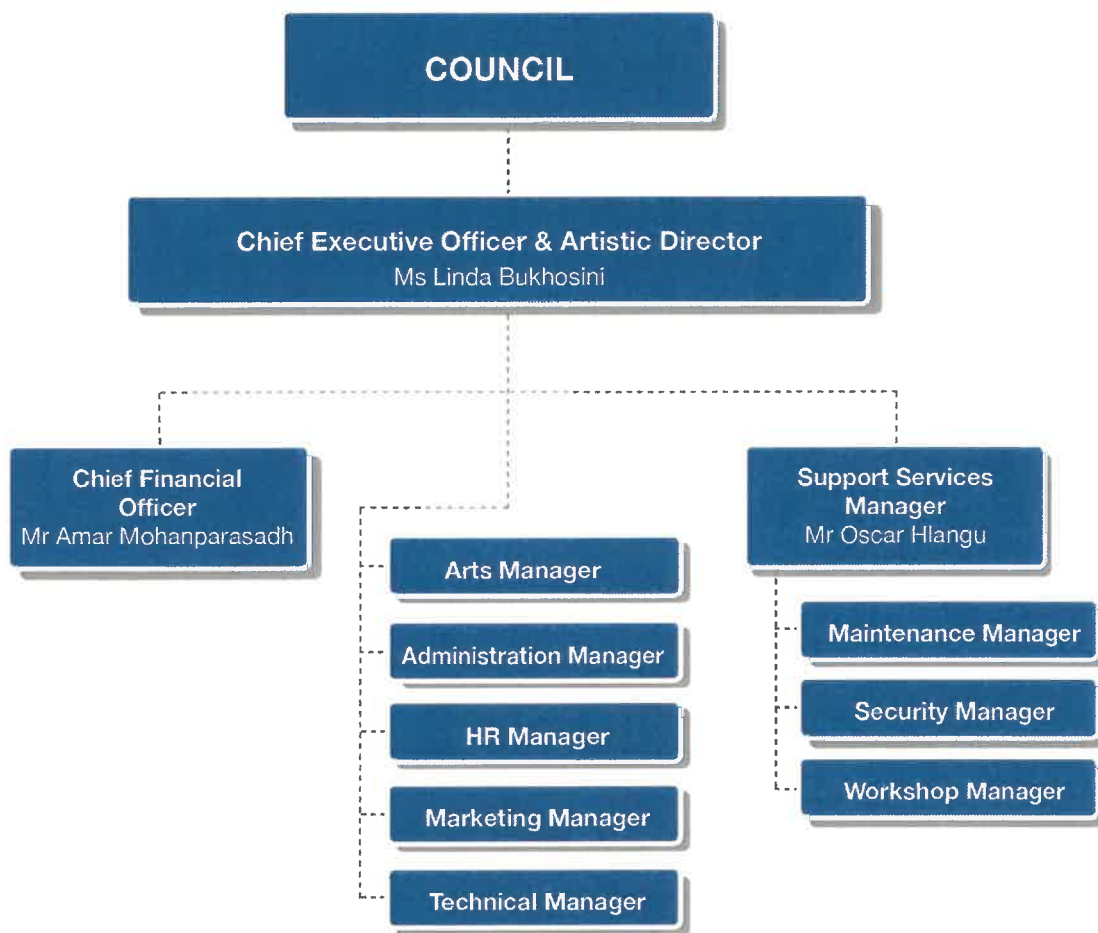 COUNCIL
Chief Executive Officer & Artistic Director
Ms Linda Bukhosini
Chief Financial
Officer
Mr Amar Mohanparasadh
Arts Manager
Administration Manager
HR Manager
Marketing Manager
Technical Manager
Support Services
Manager
Mr Oscar Hlangu
Maintenance Manager
Security Manager
Workshop Manager